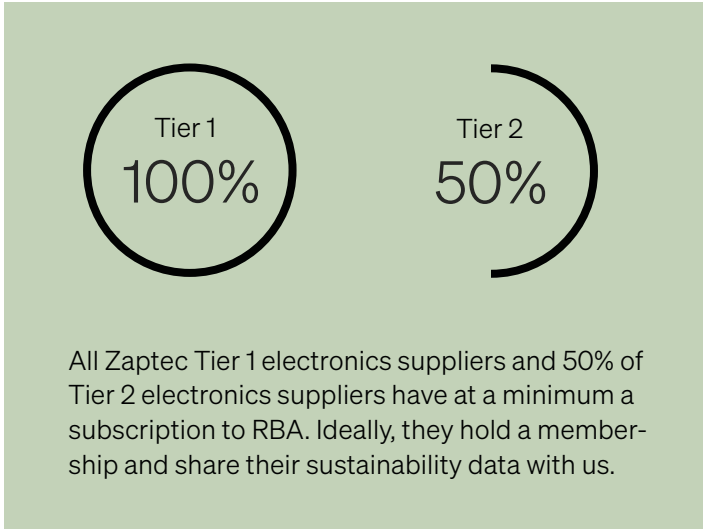 Tier 1
100%
Tier 2
50%
All Zaptec Tier 1 electronics suppliers and 50% of
Tier 2 electronics suppliers have at a minimum a
subscription to RBA. Ideally, they hold a member-
ship and share their sustainability data with us.